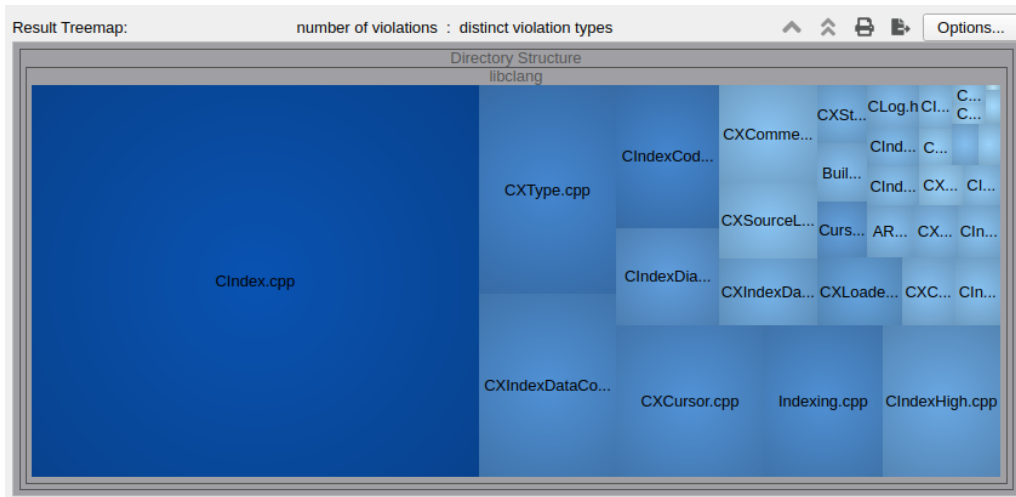 Result Treemap: number of violations : distinct violation types Options...
Directory Structure
libclang
CIndex.cpp
CXType.cpp
CXIndexDataCo...
CIndexCod...
CIndexDia...
CXCursor.cpp
Indexing.cpp
CIndexHigh.cpp
CXComme...
CXSourceL...
CXIndexDa...
CXSt...
Buil...
Curs...
CXLoade...
CLog.h
CI...
C...
C...
CInd...
C...
CInd...
CX...
CI...
AR...
CX...
CIn...
CXC...
CIn...